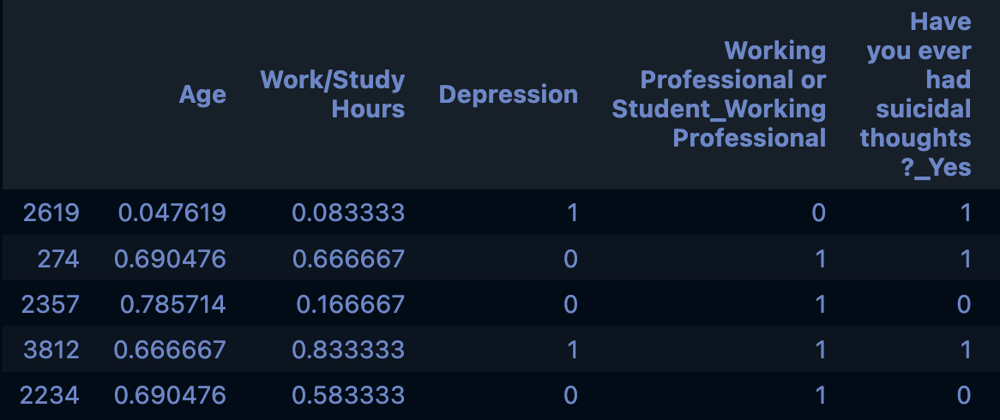 Age Work/Study Hours Depression Working Professional or Student_Working Professional Have you ever had suicidal thoughts ?_Yes
2619 0.047619 0.083333 1 0 1
274 0.690476 0.666667 0 1 1
2357 0.785714 0.166667 0 1 0
3812 0.666667 0.833333 1 1 1
2234 0.690476 0.583333 0 1 0